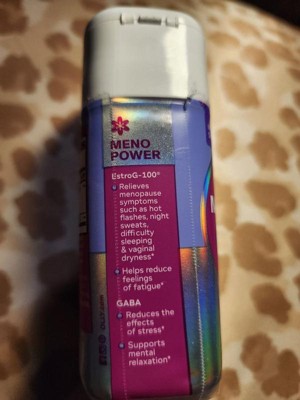 MENO
POWER
EstroG-100®
Relieves
menopause
symptoms
such as hot
flashes, night
sweats,
difficulty
sleeping
& vaginal
dryness*
Helps reduce
feelings
of fatigue*
GABA
Reduces the
effects
of stress*
Supports
mental
relaxation*